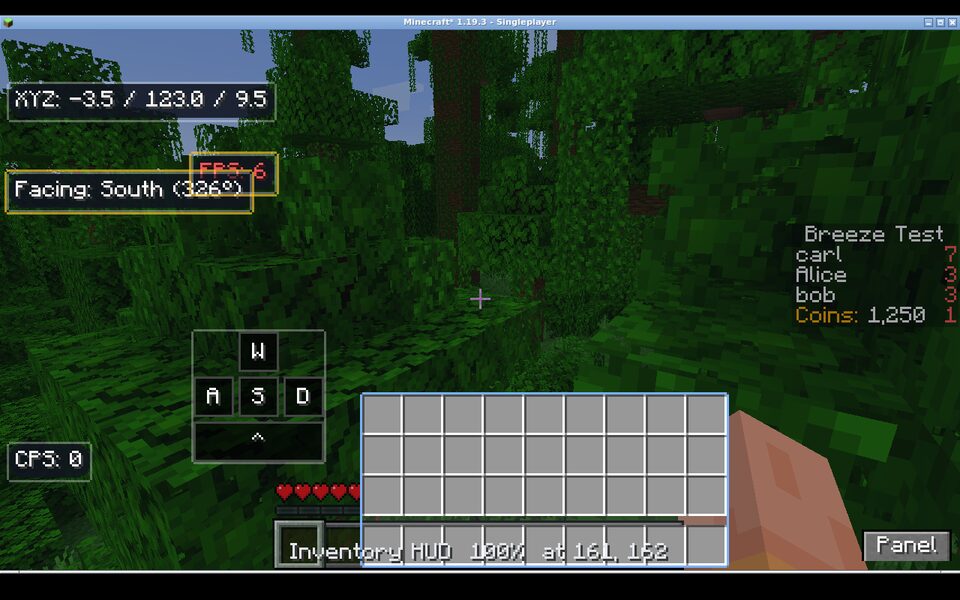 Minecraft* 1.19.3 - Singleplayer
XYZ: -3.5 / 123.0 / 9.5
FPS: 6
Facing: South (326°)
Breeze Test
carl 7
Alice 3
bob 3
Coins: 1,250 1
W
A S D
^
CPS: 0
Inventory HUD 100% at 161, 162
Panel